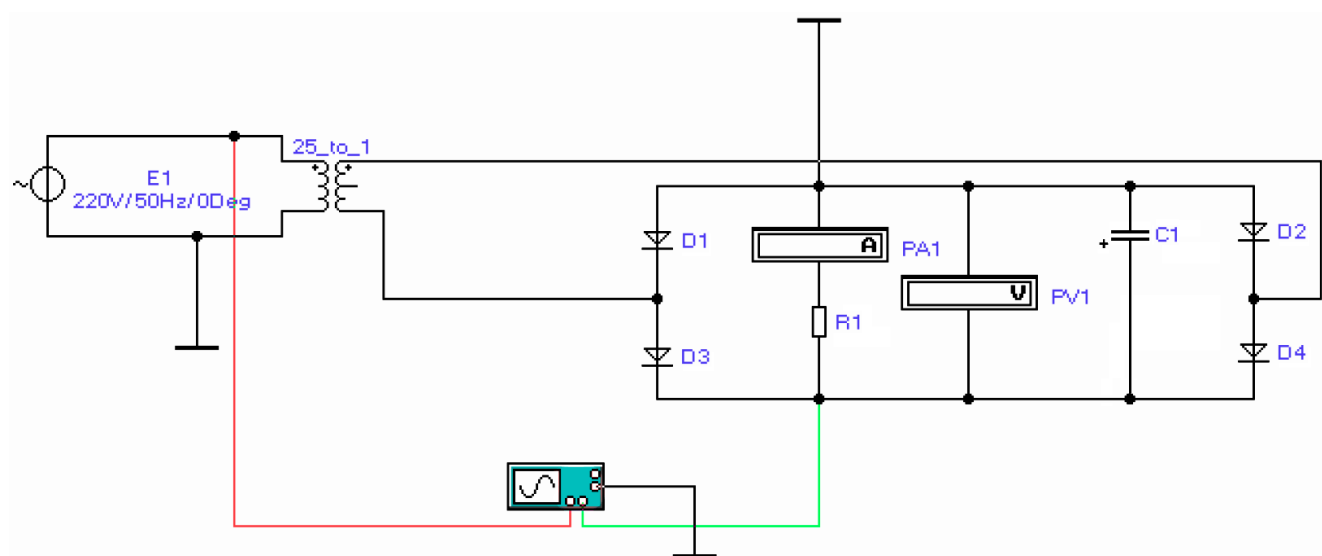 25_to_1
E1
220V/50Hz/0Deg
~
D1
A
PA1
C1
+
D2
V
PV1
R1
D3
D4